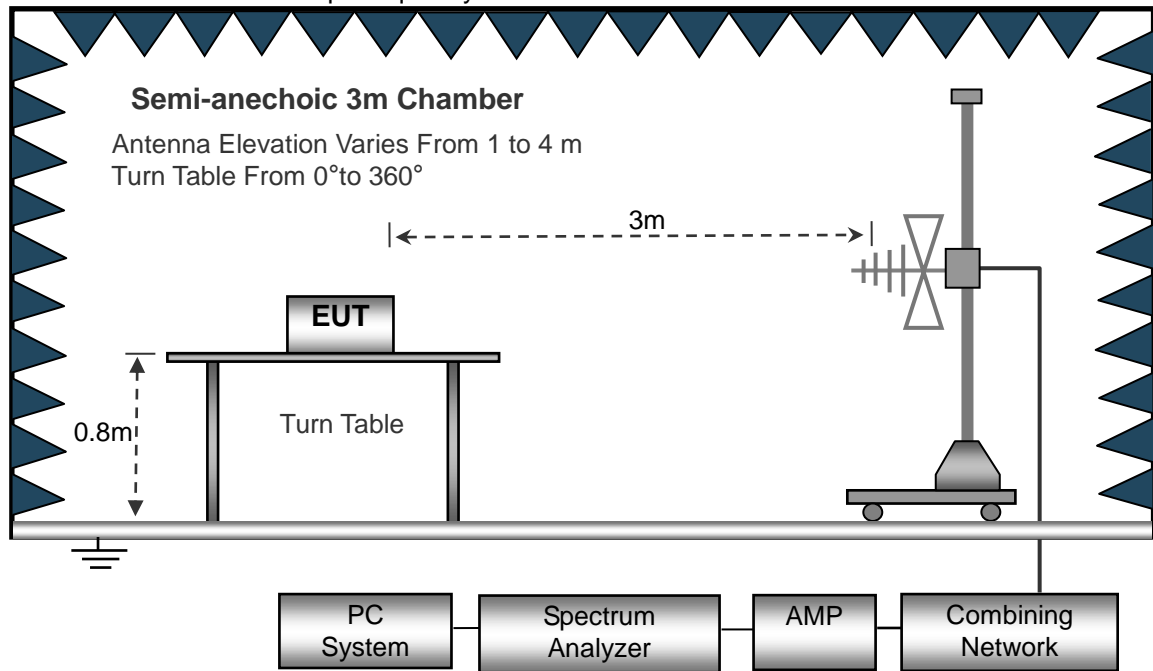 Semi-anechoic 3m Chamber
Antenna Elevation Varies From 1 to 4 m
Turn Table From 0°to 360°
3m
EUT
0.8m
Turn Table
PC
System
Spectrum
Analyzer
AMP
Combining
Network